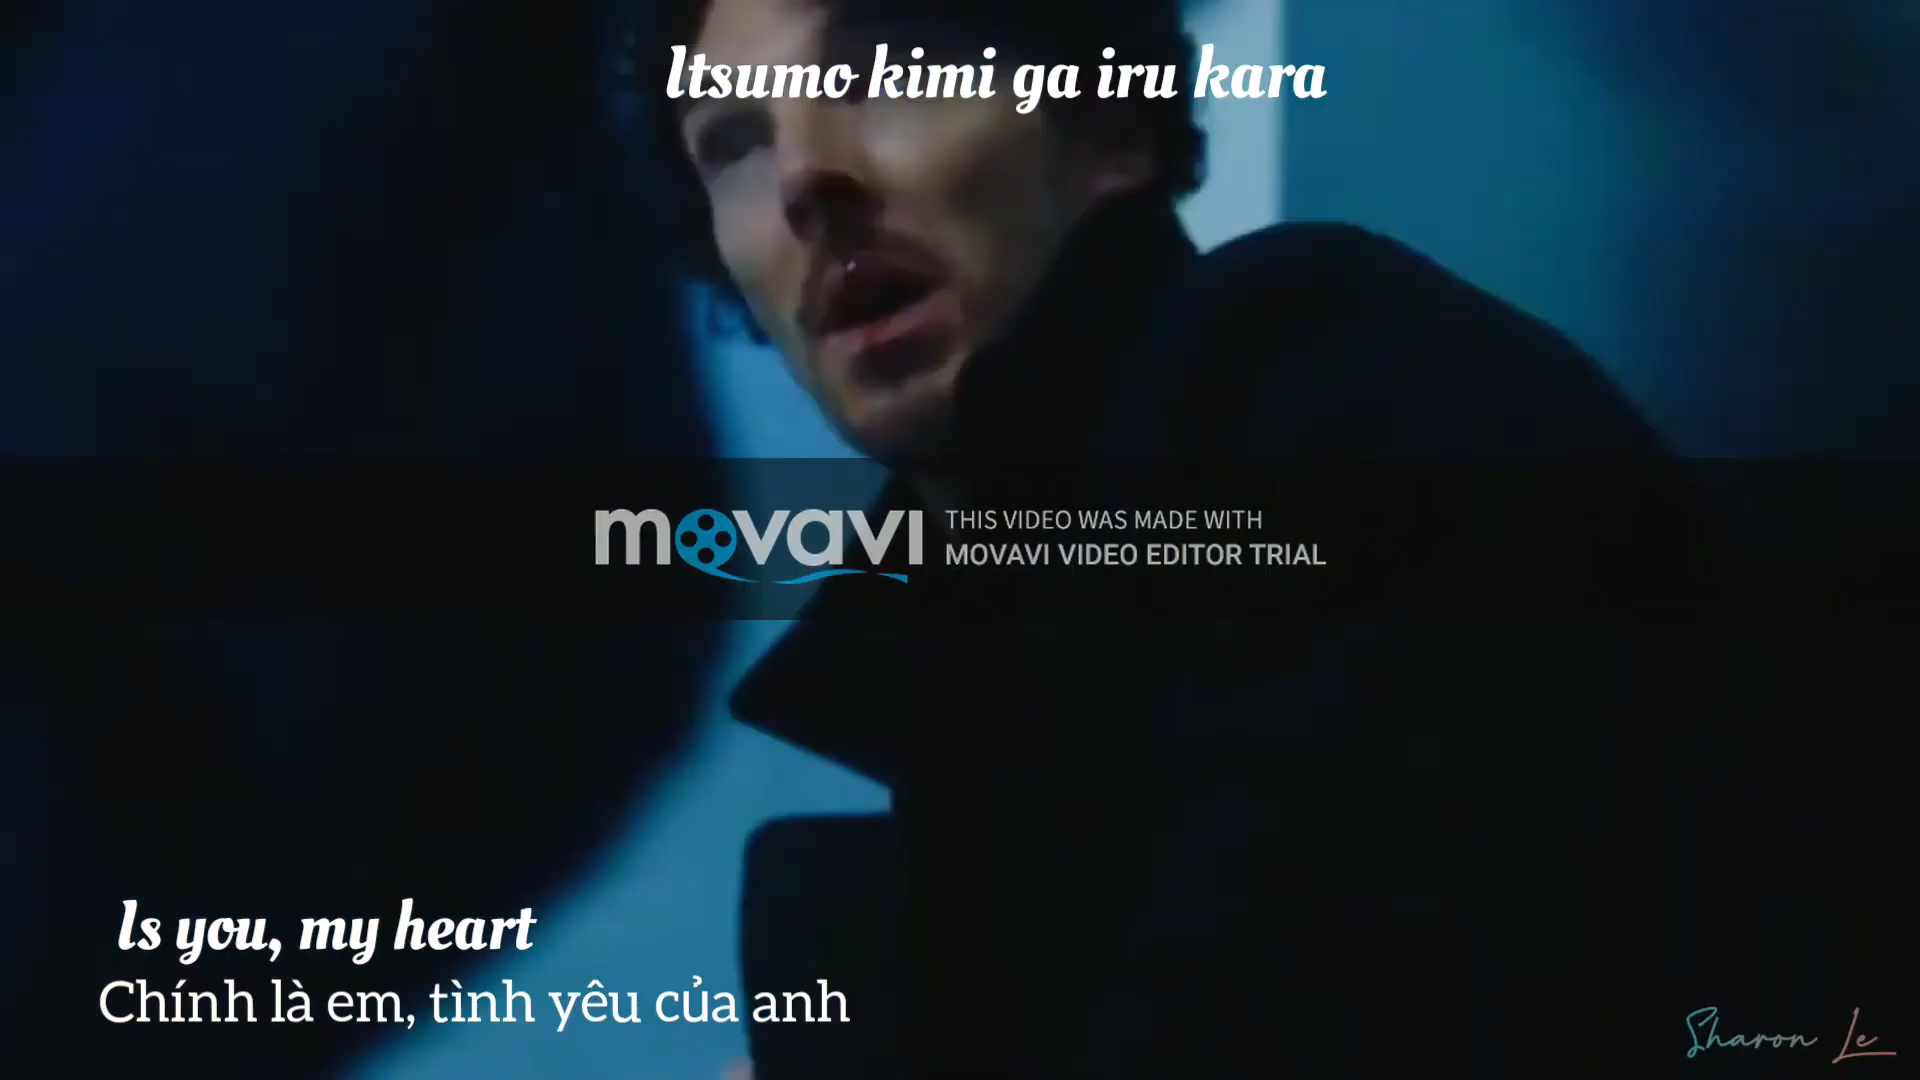 Itsumo kimi ga iru kara
movavi
THIS VIDEO WAS MADE WITH
MOVAVI VIDEO EDITOR TRIAL
Is you, my heart
Chính là em, tình yêu của anh
Sharon Le